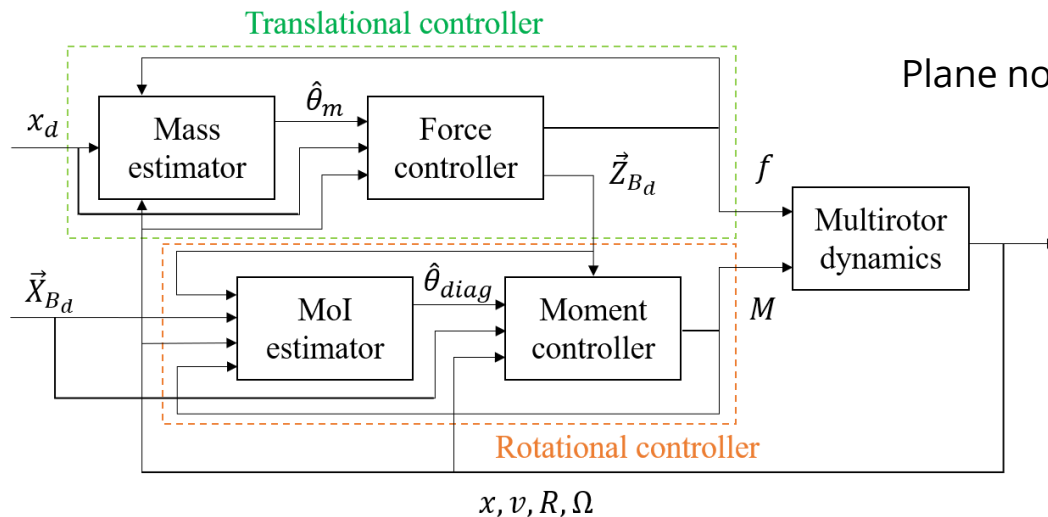 Translational controller
Plane no
x_d
Mass
estimator
θ̂_m
Force
controller
Z⃗_{B_d}
f
Multirotor
dynamics
X⃗_{B_d}
MoI
estimator
θ̂_{diag}
Moment
controller
M
Rotational controller
x, v, R, Ω